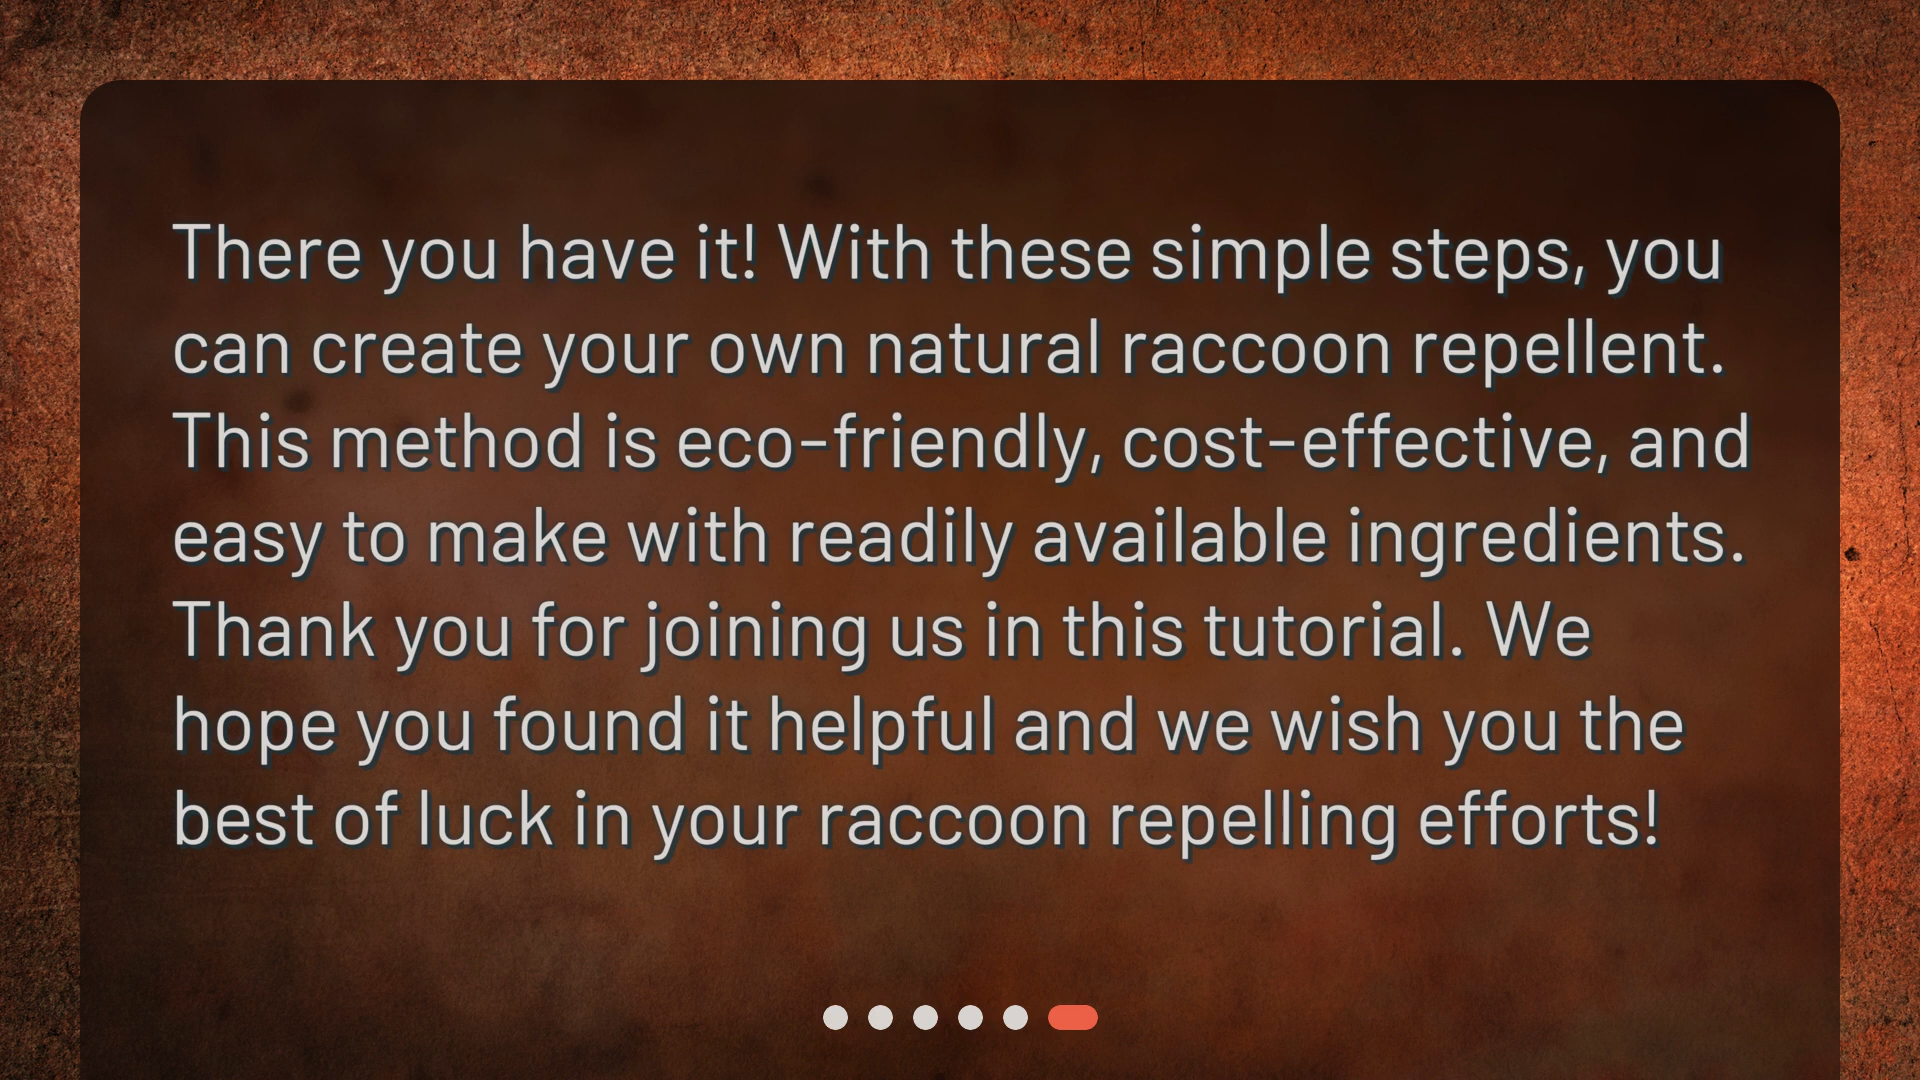 There you have it! With these simple steps, you
can create your own natural raccoon repellent.
This method is eco-friendly, cost-effective, and
easy to make with readily available ingredients.
Thank you for joining us in this tutorial. We
hope you found it helpful and we wish you the
best of luck in your raccoon repelling efforts!